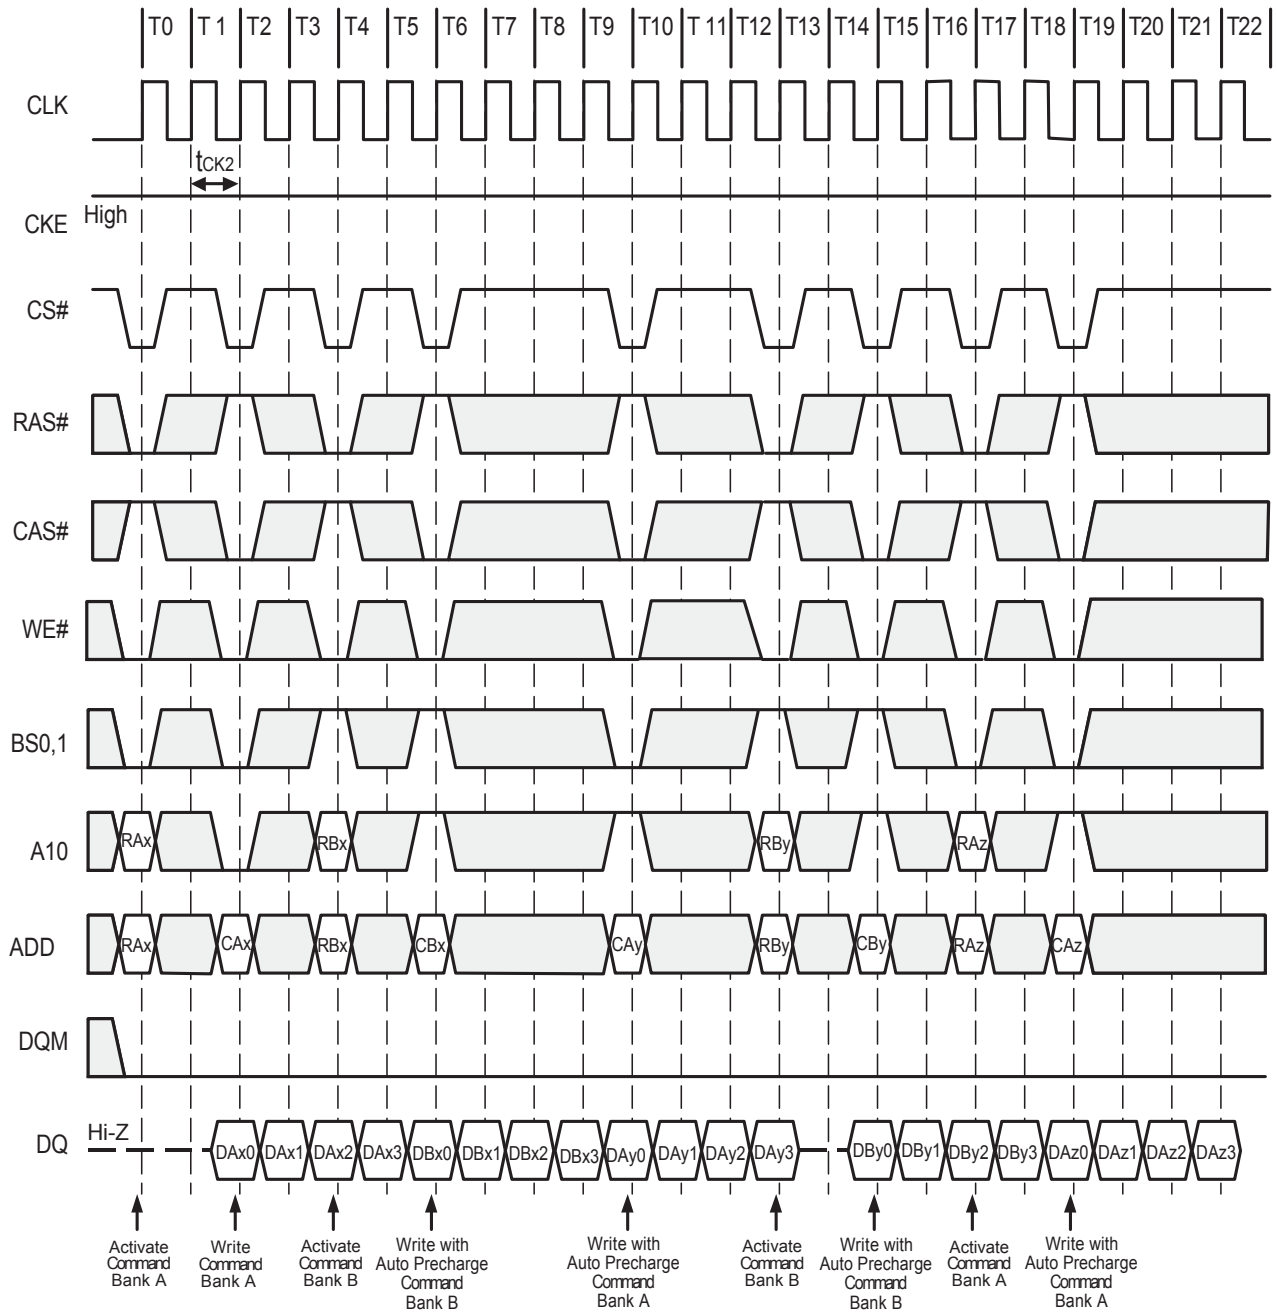 T0 T 1 T2 T3 T4 T5 T6 T7 T8 T9 T10 T 11 T12 T13 T14 T15 T16 T17 T18 T19 T20 T21 T22
CLK
tCK2
CKE High
CS#
RAS#
CAS#
WE#
BS0,1
A10 RAx RBx RBy RAz
ADD RAx CAx RBx CBx CAy RBy CBy RAz CAz
DQM
DQ Hi-Z DAx0 DAx1 DAx2 DAx3 DBx0 DBx1 DBx2 DBx3 DAy0 DAy1 DAy2 DAy3 DBy0 DBy1 DBy2 DBy3 DAz0 DAz1 DAz2 DAz3
Activate
Command
Bank A
Write
Command
Bank A
Activate
Command
Bank B
Write with
Auto Precharge
Command
Bank B
Write with
Auto Precharge
Command
Bank A
Activate
Command
Bank B
Write with
Auto Precharge
Command
Bank B
Activate
Command
Bank A
Write with
Auto Precharge
Command
Bank A